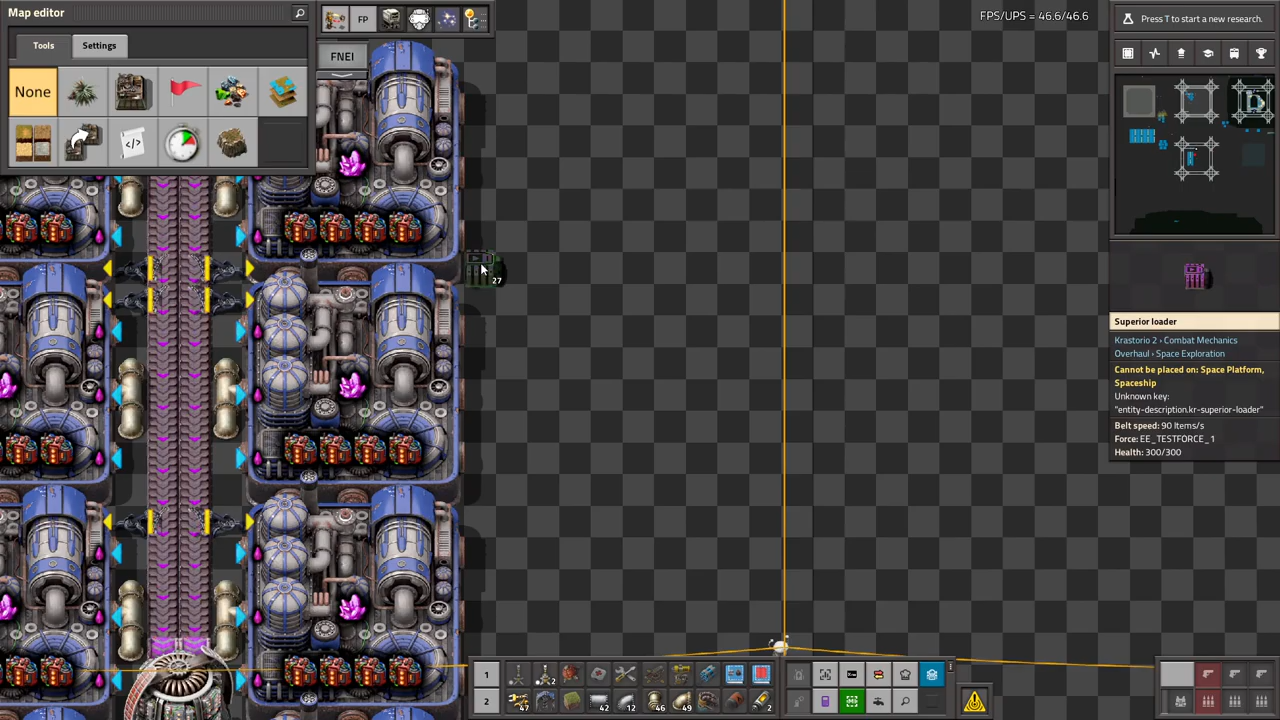 Map editor
FP
FPS/UPS = 46.6/46.6
Press T to start a new research.
Tools
Settings
FNEI
None
</>
27
Superior loader
Krastorio 2 › Combat Mechanics
Overhaul › Space Exploration
Cannot be placed on: Space Platform,
Spaceship
Unknown key:
"entity-description.kr-superior-loader"
Belt speed: 90 Items/s
Force: EE_TESTFORCE_1
Health: 300/300
1
2
2
47
42
12
46
49
2